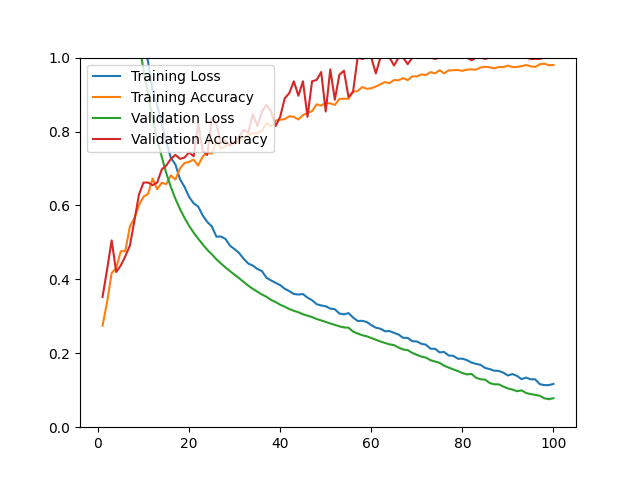 Training Loss
Training Accuracy
Validation Loss
Validation Accuracy
1.0
0.8
0.6
0.4
0.2
0.0
0 20 40 60 80 100